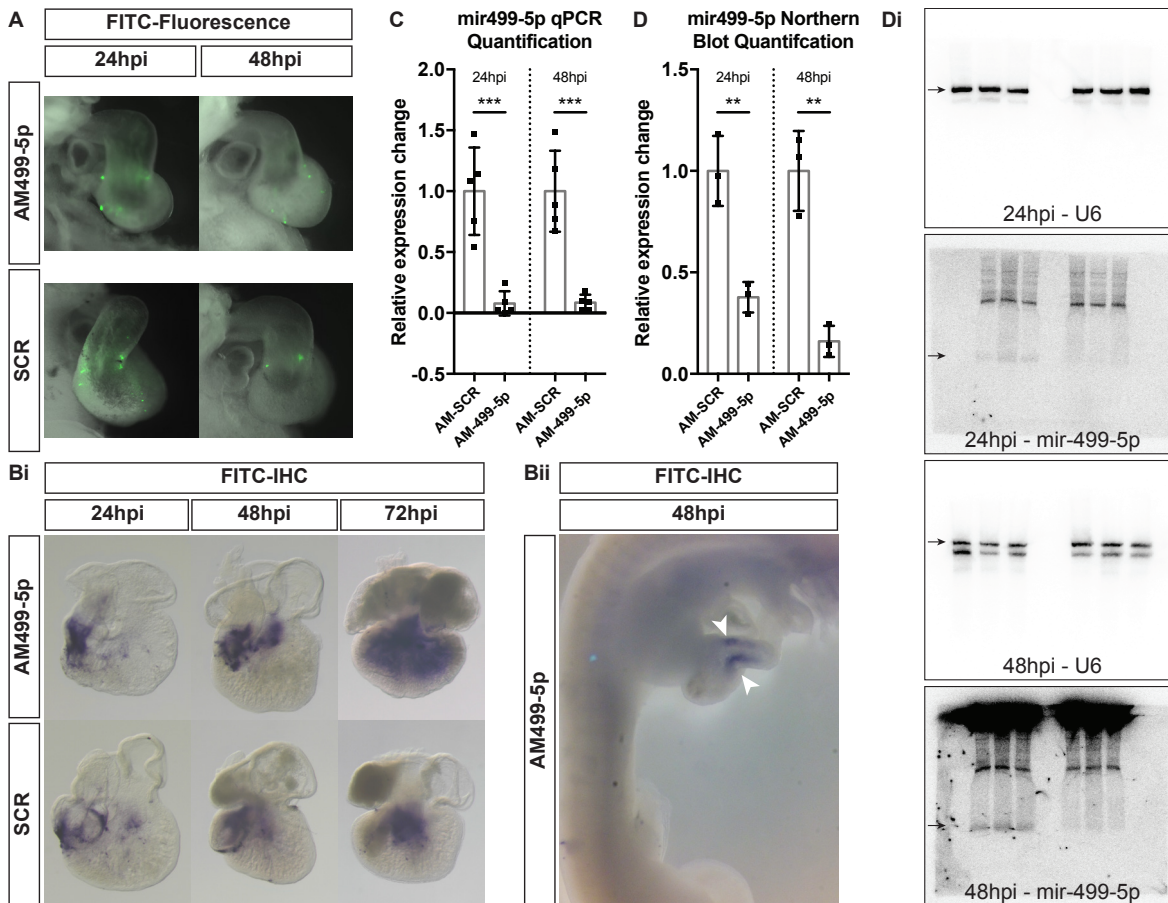 A
FITC-Fluorescence
24hpi
48hpi
AM499-5p
SCR
Bi
FITC-IHC
24hpi
48hpi
72hpi
AM499-5p
SCR
Bii
FITC-IHC
48hpi
AM499-5p
C
mir499-5p qPCR
Quantification
24hpi
48hpi
***
***
Relative expression change
2.0
1.5
1.0
0.5
0.0
-0.5
AM-SCR
AM-499-5p
AM-SCR
AM-499-5p
D
mir499-5p Northern
Blot Quantifcation
24hpi
48hpi
**
**
Relative expression change
1.5
1.0
0.5
0.0
AM-SCR
AM-499-5p
AM-SCR
AM-499-5p
Di
24hpi - U6
24hpi - mir-499-5p
48hpi - U6
48hpi - mir-499-5p